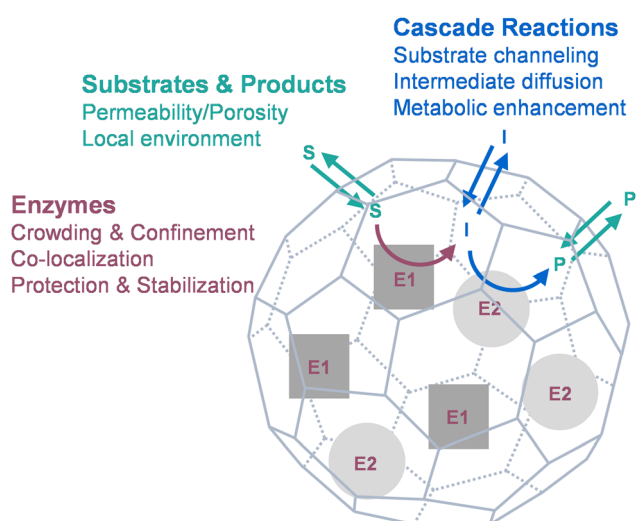 Cascade Reactions
Substrate channeling
Intermediate diffusion
Metabolic enhancement
Substrates & Products
Permeability/Porosity
Local environment
Enzymes
Crowding & Confinement
Co-localization
Protection & Stabilization
I
S
S
P
I
P
E1
E2
E1
E2
E1
E2